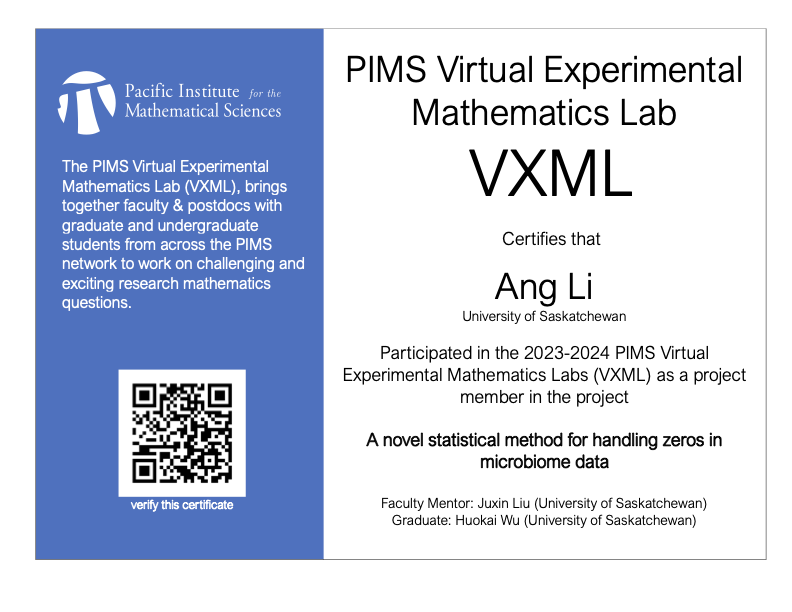 Pacific Institute for the
Mathematical Sciences
The PIMS Virtual Experimental
Mathematics Lab (VXML), brings
together faculty & postdocs with
graduate and undergraduate
students from across the PIMS
network to work on challenging and
exciting research mathematics
questions.
verify this certificate
PIMS Virtual Experimental
Mathematics Lab
VXML
Certifies that
Ang Li
University of Saskatchewan
Participated in the 2023-2024 PIMS Virtual
Experimental Mathematics Labs (VXML) as a project
member in the project
A novel statistical method for handling zeros in
microbiome data
Faculty Mentor: Juxin Liu (University of Saskatchewan)
Graduate: Huokai Wu (University of Saskatchewan)